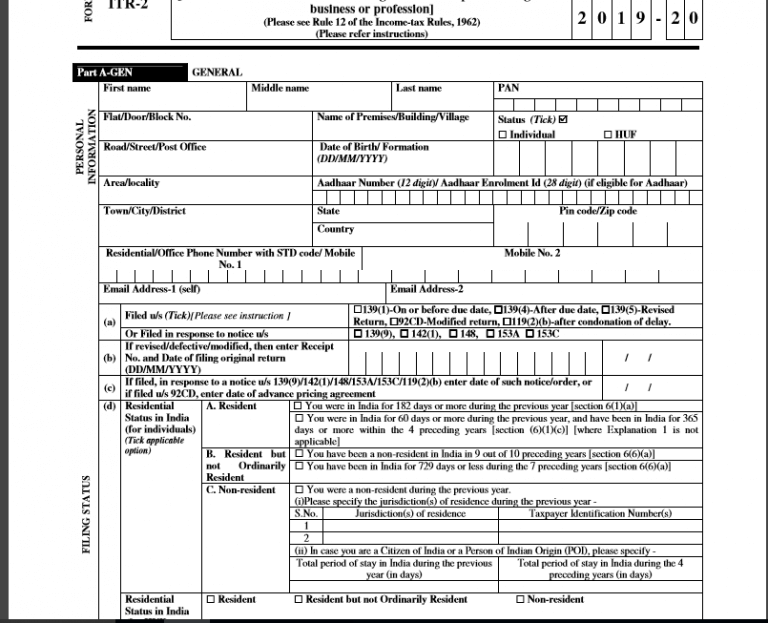 FOR
ITR-2
business or profession]
(Please see Rule 12 of the Income-tax Rules, 1962)
(Please refer instructions)
2 0 1 9 - 2 0
Part A-GEN GENERAL
PERSONAL INFORMATION
First name Middle name Last name PAN
Flat/Door/Block No. Name of Premises/Building/Village Status (Tick) ☑
☐ Individual ☐ HUF
Road/Street/Post Office Date of Birth/ Formation
(DD/MM/YYYY)
Area/locality Aadhaar Number (12 digit)/ Aadhaar Enrolment Id (28 digit) (if eligible for Aadhaar)
Town/City/District State Pin code/Zip code
Country
Residential/Office Phone Number with STD code/ Mobile No. 1 Mobile No. 2
Email Address-1 (self) Email Address-2
FILING STATUS
(a) Filed u/s (Tick)[Please see instruction ] ☐139(1)-On or before due date, ☐139(4)-After due date, ☐139(5)-Revised
Return, ☐92CD-Modified return, ☐119(2)(b)-after condonation of delay.
Or Filed in response to notice u/s ☐ 139(9), ☐ 142(1), ☐ 148, ☐ 153A ☐ 153C
(b) If revised/defective/modified, then enter Receipt
No. and Date of filing original return
(DD/MM/YYYY) / /
(c) If filed, in response to a notice u/s 139(9)/142(1)/148/153A/153C/119(2)(b) enter date of such notice/order, or
if filed u/s 92CD, enter date of advance pricing agreement / /
(d) Residential
Status in India
(for individuals)
(Tick applicable
option)
A. Resident ☐ You were in India for 182 days or more during the previous year [section 6(1)(a)]
☐ You were in India for 60 days or more during the previous year, and have been in India for 365
days or more within the 4 preceding years [section (6)(1)(c)] [where Explanation 1 is not
applicable]
B. Resident but
not Ordinarily
Resident
☐ You have been a non-resident in India in 9 out of 10 preceding years [section 6(6)(a)]
☐ You have been in India for 729 days or less during the 7 preceding years [section 6(6)(a)]
C. Non-resident ☐ You were a non-resident during the previous year.
(i)Please specify the jurisdiction(s) of residence during the previous year -
S.No. Jurisdiction(s) of residence Taxpayer Identification Number(s)
1
2
(ii) In case you are a Citizen of India or a Person of Indian Origin (POI), please specify -
Total period of stay in India during the previous
year (in days)
Total period of stay in India during the 4
preceding years (in days)
Residential
Status in India
☐ Resident ☐ Resident but not Ordinarily Resident ☐ Non-resident